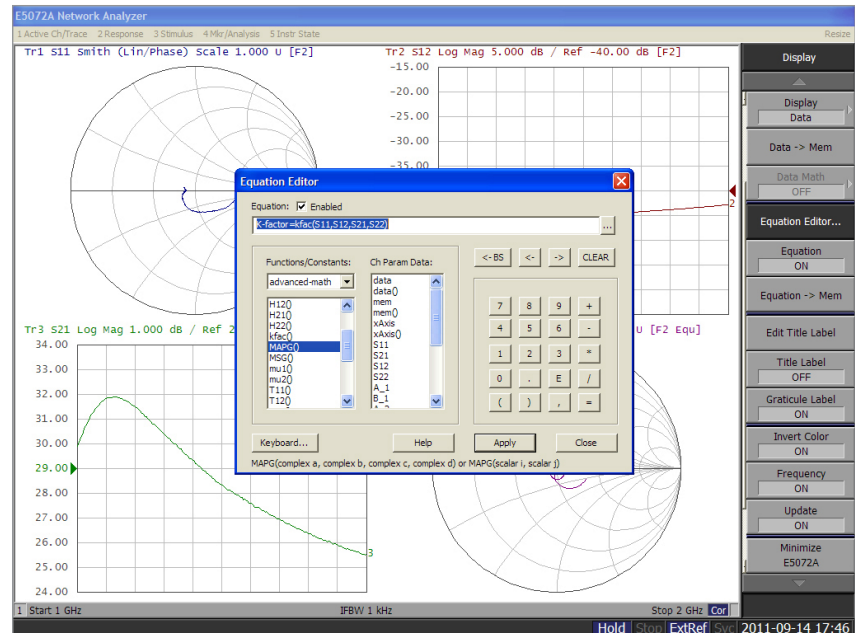 E5072A Network Analyzer
1 Active Ch/Trace 2 Response 3 Stimulus 4 Mkr/Analysis 5 Instr State
Resize
Tr1 S11 Smith (Lin/Phase) Scale 1.000 U [F2]
Tr2 S12 Log Mag 5.000 dB / Ref -40.00 dB [F2]
-15.00
-20.00
-25.00
-30.00
-35.00
2
Equation Editor
Equation: Enabled
K-factor=kfac(S11,S12,S21,S22)
...
Functions/Constants:
advanced-math
H12()
H21()
H22()
kfac()
MAPG()
MSG()
mu1()
mu2()
T11()
T12()
Ch Param Data:
data
data()
mem
mem()
xAxis
xAxis()
S11
S21
S12
S22
A_1
B_1
<-BS <- -> CLEAR
7 8 9 +
4 5 6 -
1 2 3 *
0 . E /
( ) , =
Keyboard... Help Apply Close
MAPG(complex a, complex b, complex c, complex d) or MAPG(scalar i, scalar j)
Tr3 S21 Log Mag 1.000 dB / Ref 2
U [F2 Equ]
34.00
33.00
32.00
31.00
30.00
29.00
28.00
27.00
26.00
25.00
24.00
3
1 Start 1 GHz
IFBW 1 kHz
Stop 2 GHz Cor
Hold Stop ExtRef Svc 2011-09-14 17:46
Display
Display
Data
Data -> Mem
Data Math
OFF
Equation Editor...
Equation
ON
Equation -> Mem
Edit Title Label
Title Label
OFF
Graticule Label
ON
Invert Color
ON
Frequency
ON
Update
ON
Minimize
E5072A